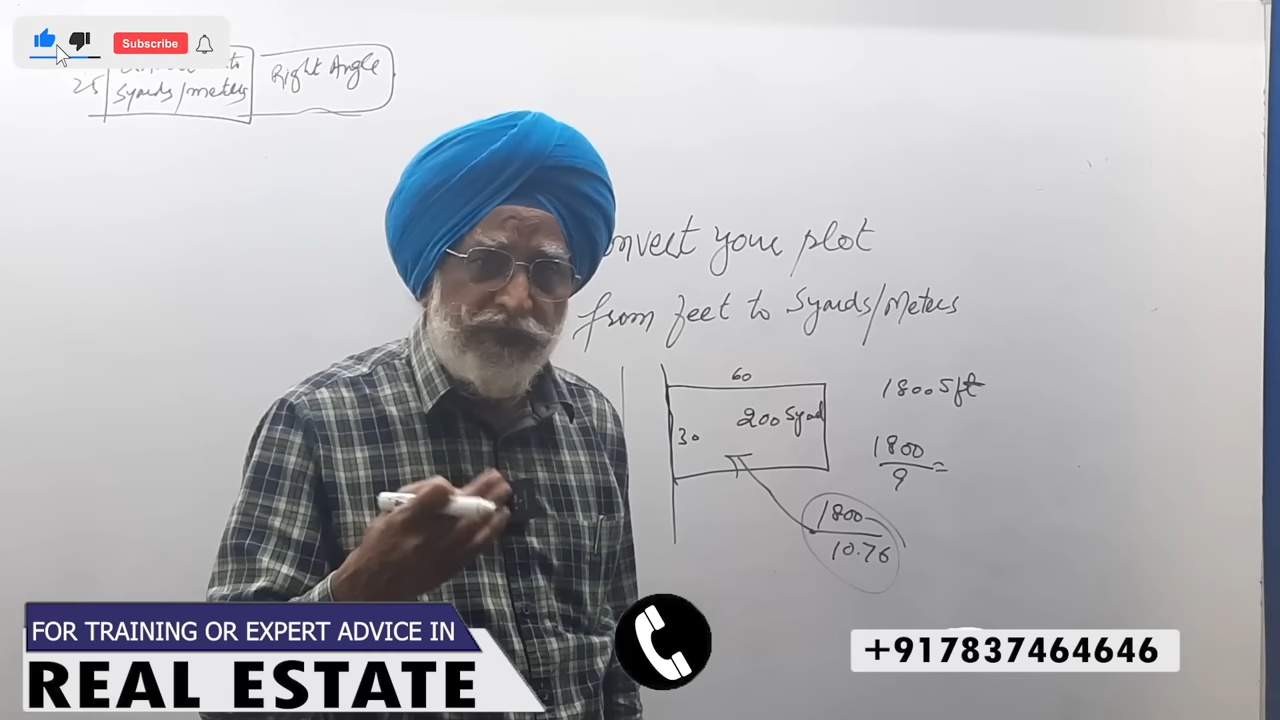 Subscribe
25
Syards/meters
Right Angle
onvert your plot
from feet to Syards/Meters
60
30
200 Syad
1800 Sft
1800
9
=
1800
10.76
FOR TRAINING OR EXPERT ADVICE IN
REAL ESTATE
+917837464646